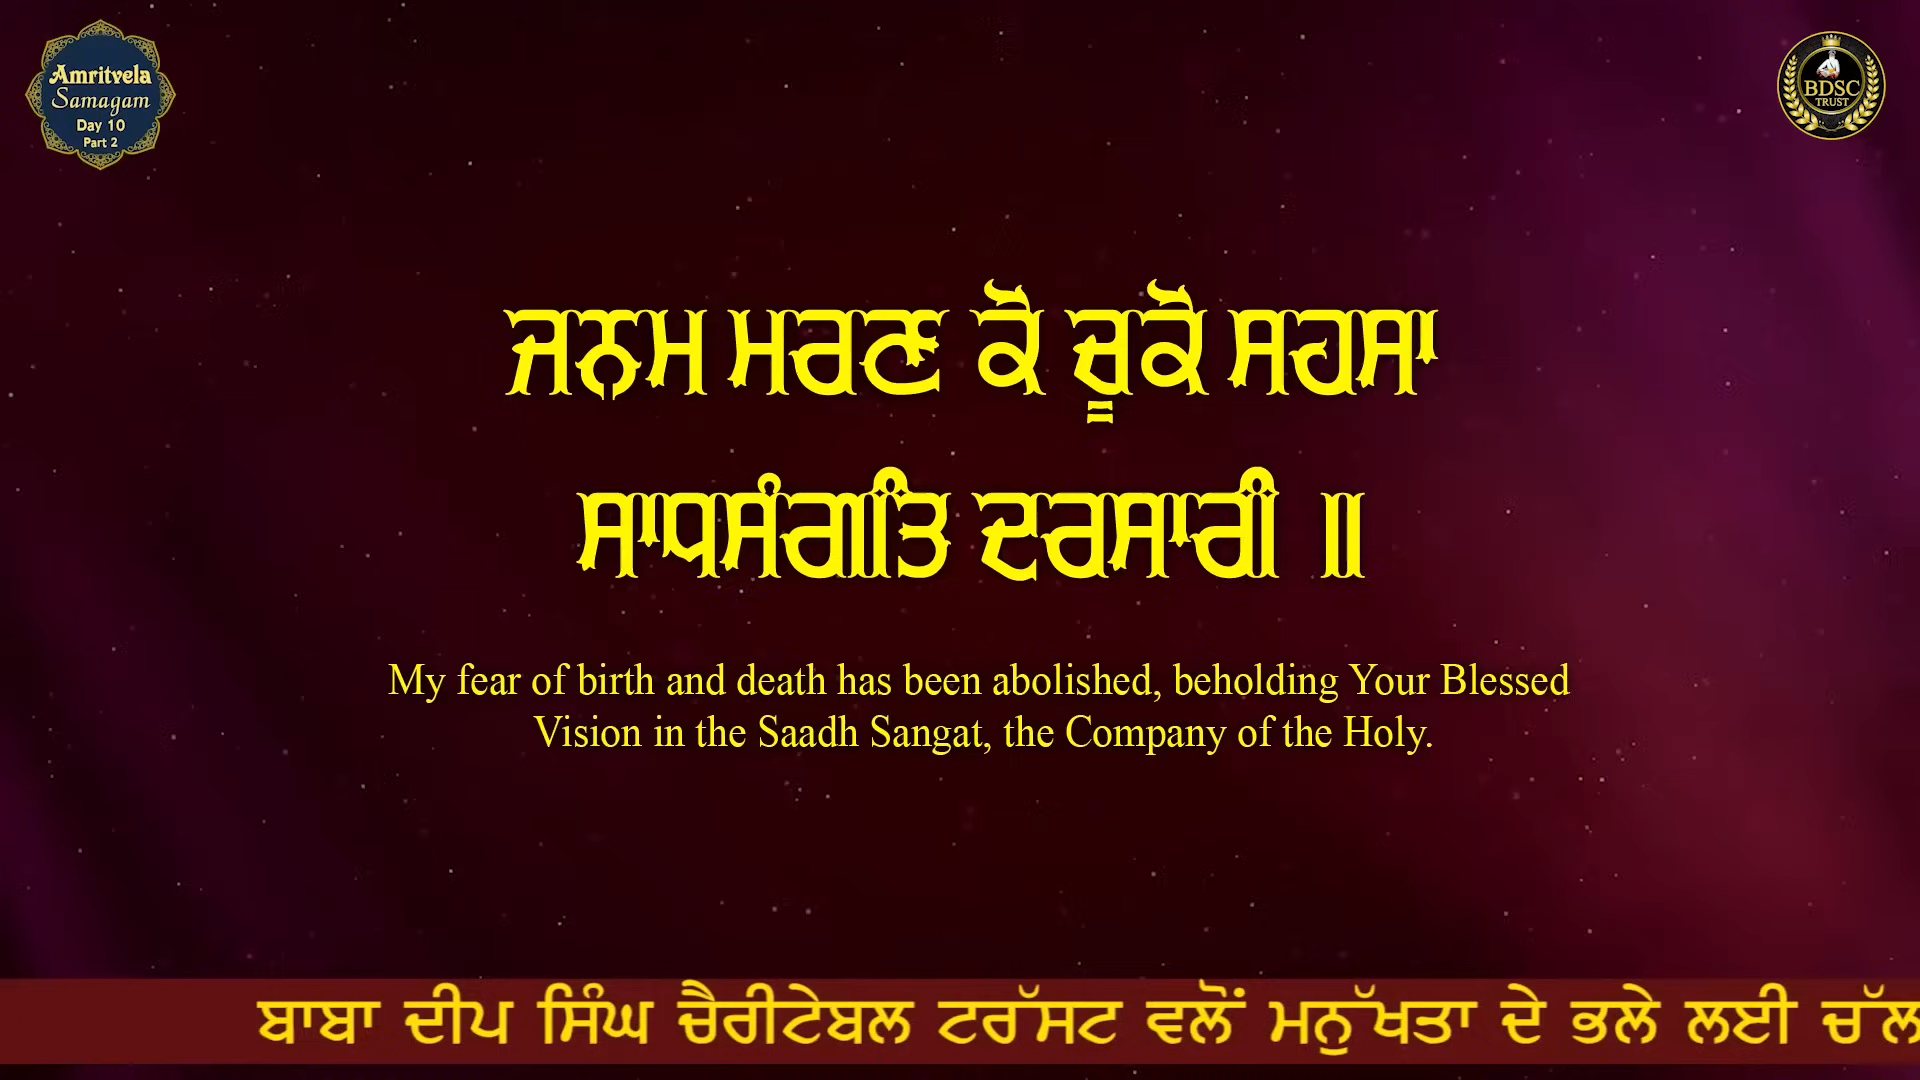 Amritvela
Samagam
Day 10
Part 2
BDSC
TRUST
ਜਨਮ ਮਰਣ ਕੋ ਚੂਕੋ ਸਹਸਾ
ਸਾਧਸੰਗਤਿ ਦਰਸਾਰੀ ॥
My fear of birth and death has been abolished, beholding Your Blessed
Vision in the Saadh Sangat, the Company of the Holy.
ਬਾਬਾ ਦੀਪ ਸਿੰਘ ਚੈਰੀਟੇਬਲ ਟਰੱਸਟ ਵਲੋਂ ਮਨੁੱਖਤਾ ਦੇ ਭਲੇ ਲਈ ਚੱਲ